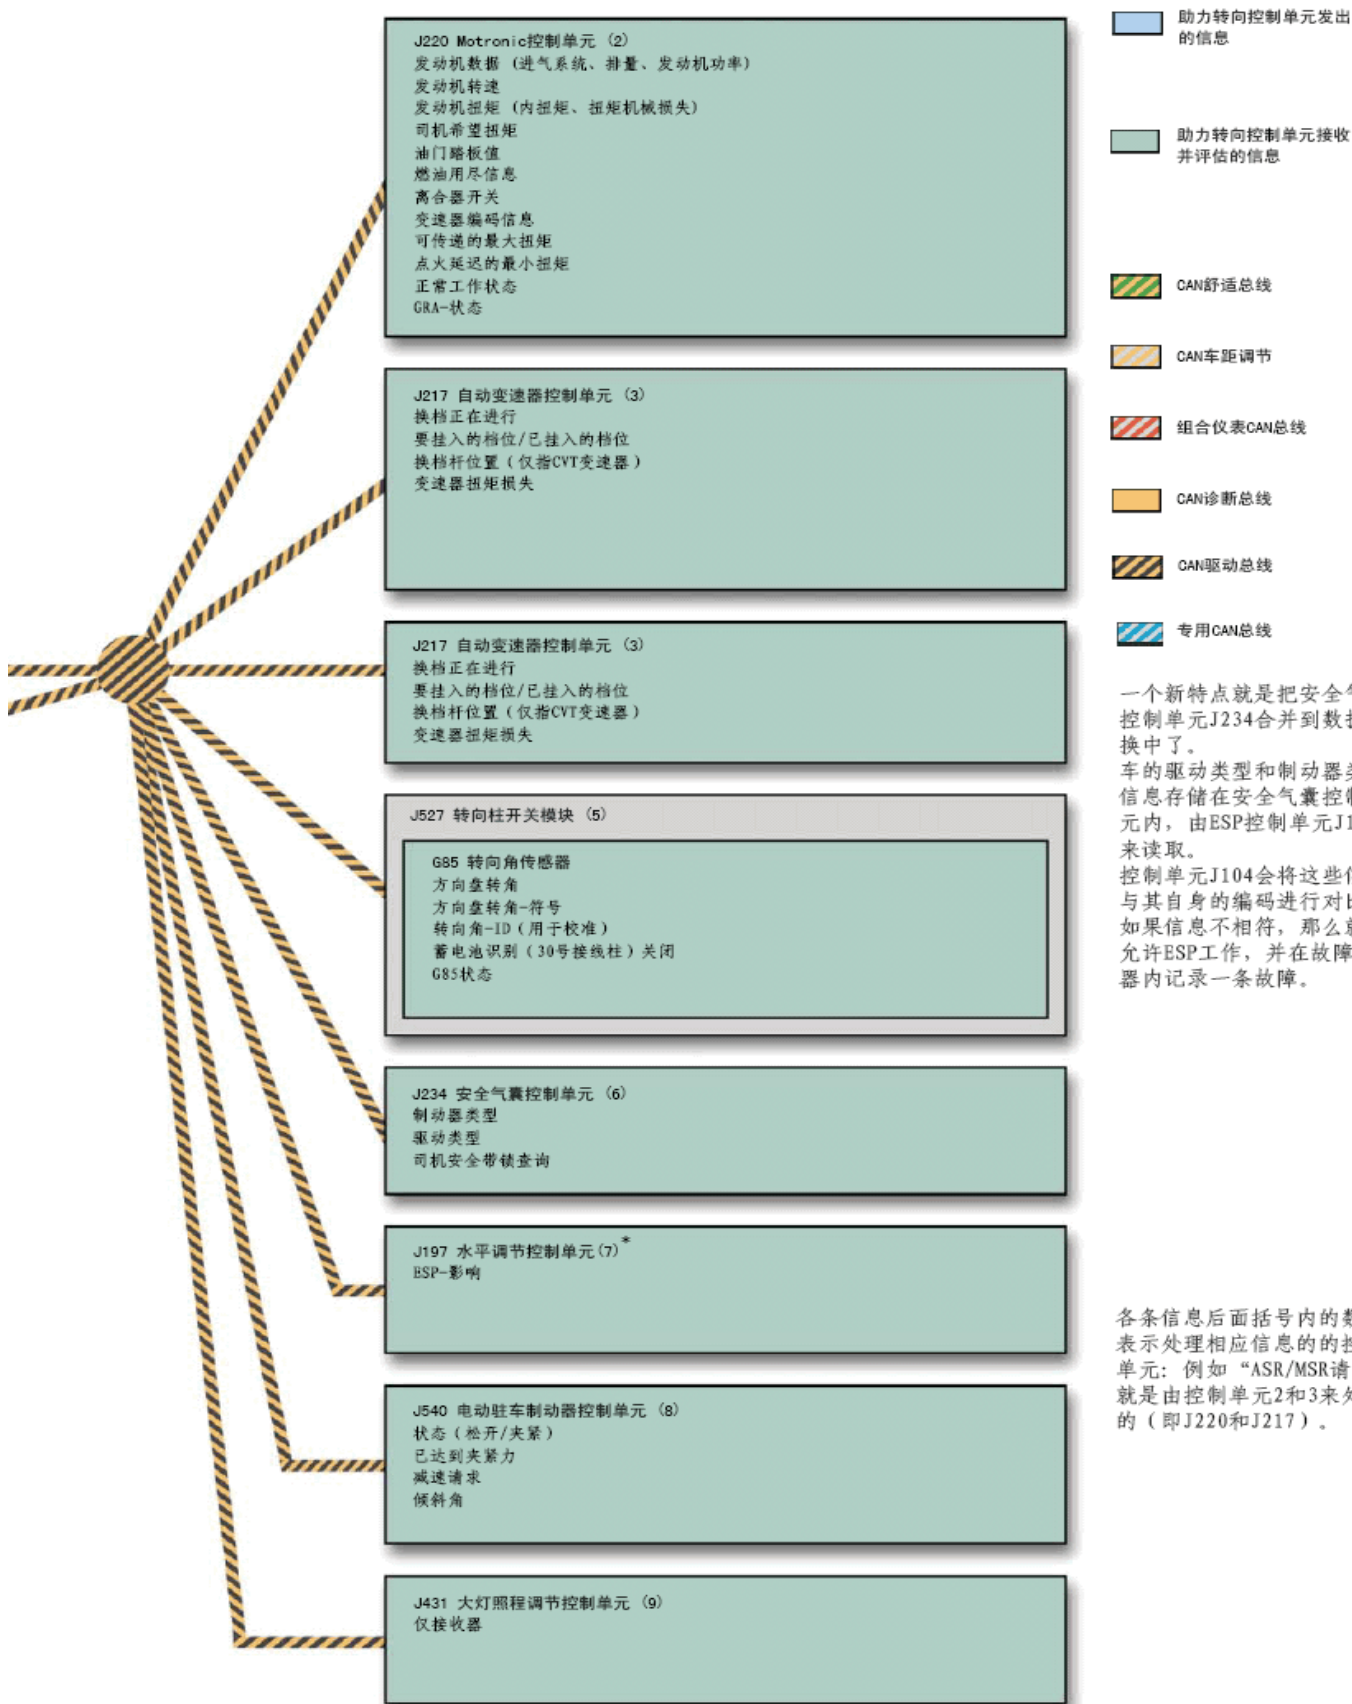 J220 Motronic控制单元 (2)
发动机数据 (进气系统、排量、发动机功率)
发动机转速
发动机扭矩 (内扭矩、扭矩机械损失)
司机希望扭矩
油门踏板值
燃油用尽信息
离合器开关
变速器编码信息
可传递的最大扭矩
点火延迟的最小扭矩
正常工作状态
GRA-状态
J217 自动变速器控制单元 (3)
换档正在进行
要挂入的档位/已挂入的档位
换档杆位置（仅指CVT变速器）
变速器扭矩损失
J217 自动变速器控制单元 (3)
换档正在进行
要挂入的档位/已挂入的档位
换档杆位置（仅指CVT变速器）
变速器扭矩损失
J527 转向柱开关模块 (5)
G85 转向角传感器
方向盘转角
方向盘转角-符号
转向角-ID（用于校准）
蓄电池识别（30号接线柱）关闭
G85状态
J234 安全气囊控制单元 (6)
制动器类型
驱动类型
司机安全带锁查询
J197 水平调节控制单元(7)*
ESP-影响
J540 电动驻车制动器控制单元 (8)
状态（松开/夹紧）
已达到夹紧力
减速请求
倾斜角
J431 大灯照程调节控制单元 (9)
仅接收器
助力转向控制单元发出
的信息
助力转向控制单元接收
并评估的信息
CAN舒适总线
CAN车距调节
组合仪表CAN总线
CAN诊断总线
CAN驱动总线
专用CAN总线
一个新特点就是把安全气
控制单元J234合并到数据
换中了。
车的驱动类型和制动器类
信息存储在安全气囊控制
元内，由ESP控制单元J1
来读取。
控制单元J104会将这些信
与其自身的编码进行对比
如果信息不相符，那么就
允许ESP工作，并在故障
器内记录一条故障。
各条信息后面括号内的数
表示处理相应信息的的控
单元: 例如 “ASR/MSR请
就是由控制单元2和3来处
的（即J220和J217）。